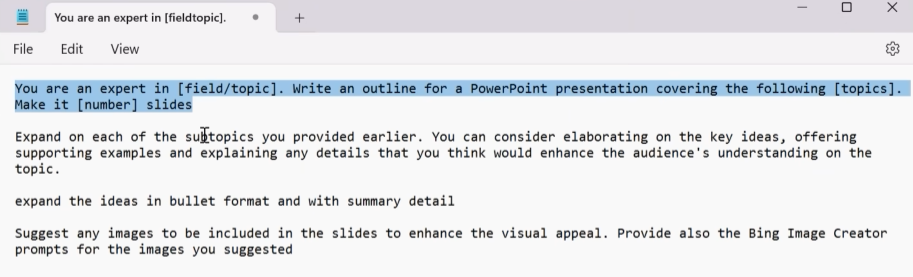 You are an expert in [fieldtopic].
File Edit View
You are an expert in [field/topic]. Write an outline for a PowerPoint presentation covering the following [topics].
Make it [number] slides
Expand on each of the subtopics you provided earlier. You can consider elaborating on the key ideas, offering
supporting examples and explaining any details that you think would enhance the audience's understanding on the
topic.
expand the ideas in bullet format and with summary detail
Suggest any images to be included in the slides to enhance the visual appeal. Provide also the Bing Image Creator
prompts for the images you suggested